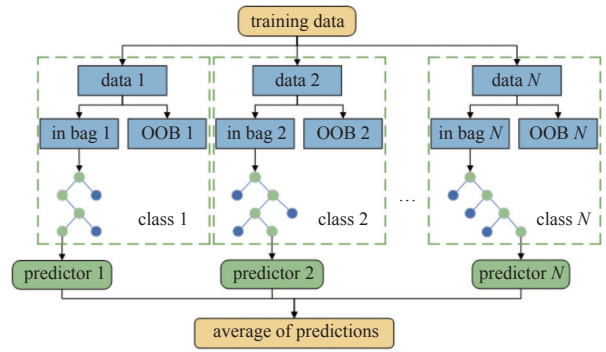 training data
data 1 data 2 data N
in bag 1 OOB 1 in bag 2 OOB 2 in bag N OOB N
...
class 1 class 2 class N
predictor 1 predictor 2 predictor N
average of predictions